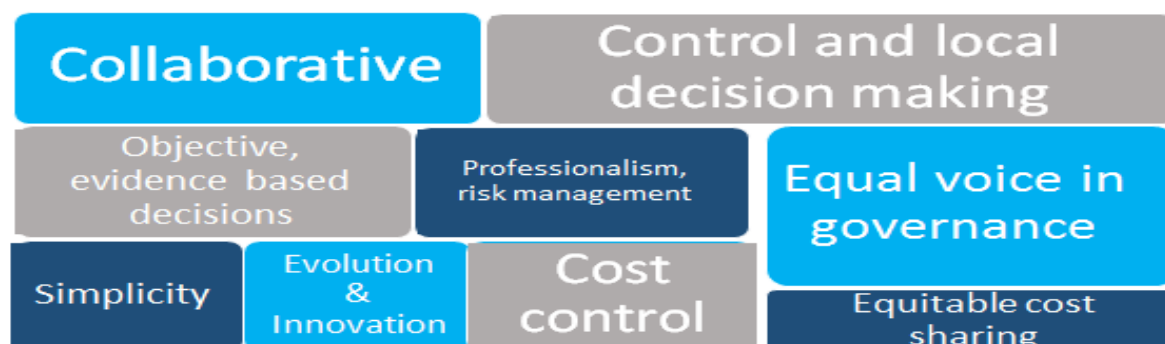 Collaborative
Control and local
decision making
Objective,
evidence based
decisions
Professionalism,
risk management
Equal voice in
governance
Simplicity
Evolution
&
Innovation
Cost
control
Equitable cost
sharing